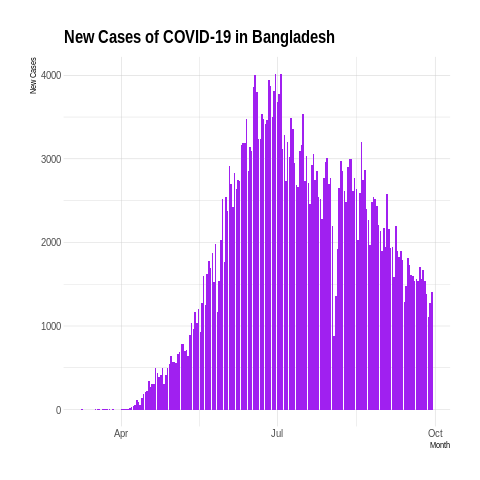 New Cases of COVID-19 in Bangladesh
New Cases
4000
3000
2000
1000
0
Apr
Jul
Oct
Month